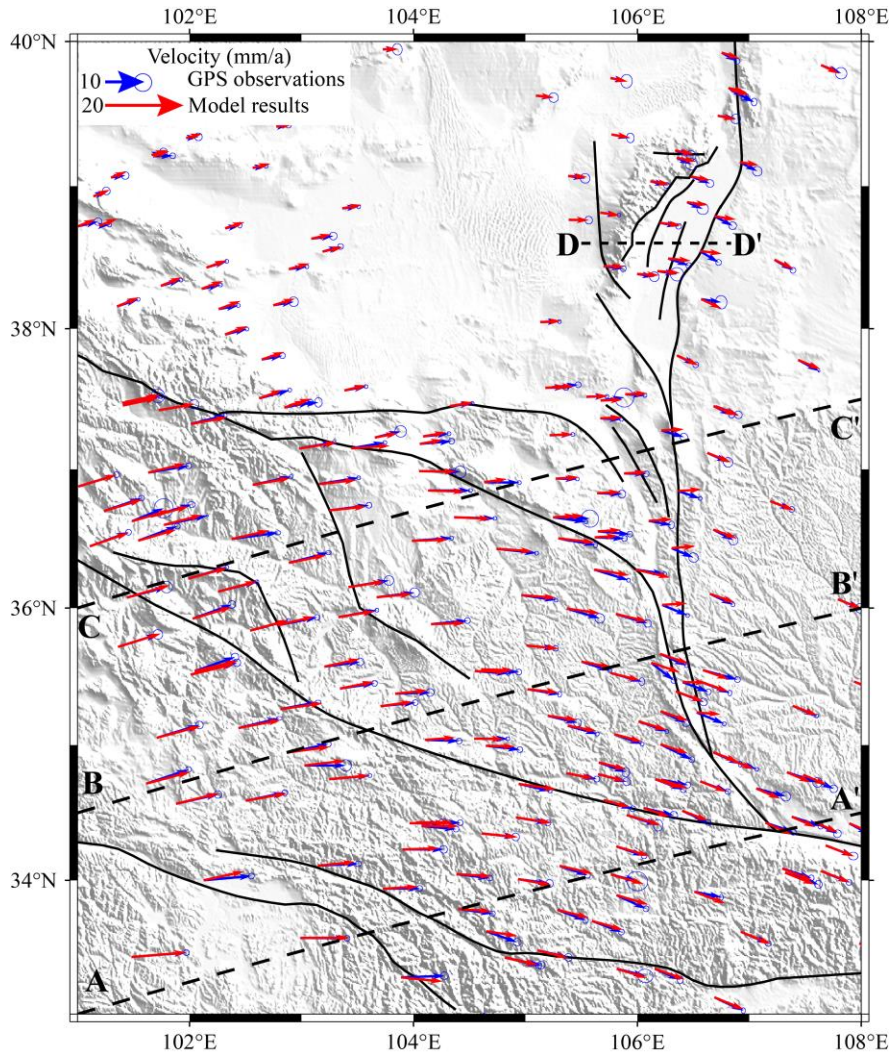 102°E 104°E 106°E 108°E
40°N
Velocity (mm/a)
10 GPS observations
20 Model results
D D'
38°N
C'
36°N B'
C
B A'
34°N
A
102°E 104°E 106°E 108°E